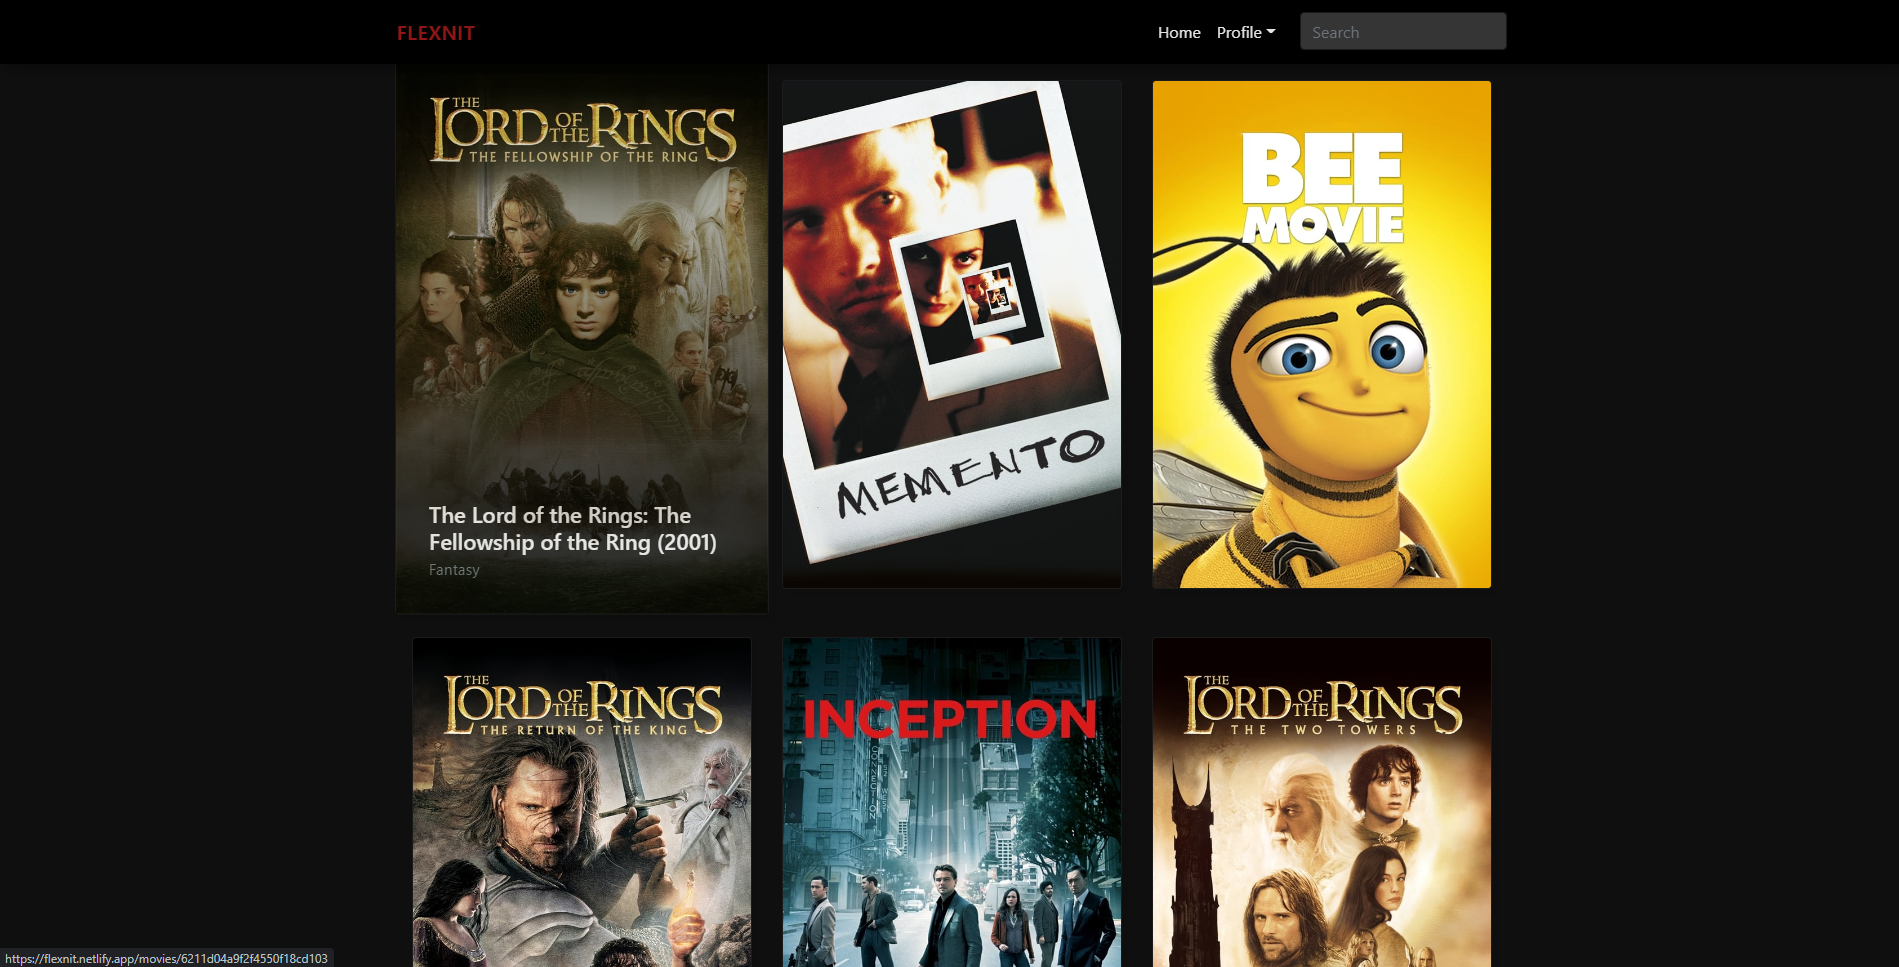 FLEXNIT
Home
Profile
Search
THE
LORD OF THE RINGS
THE FELLOWSHIP OF THE RING
The Lord of the Rings: The
Fellowship of the Ring (2001)
Fantasy
MEMENTO
BEE
MOVIE
THE
LORD OF THE RINGS
THE RETURN OF THE KING
INCEPTION
THE
LORD OF THE RINGS
THE TWO TOWERS
https://flexnit.netlify.app/movies/6211d04a9f2f4550f18cd103